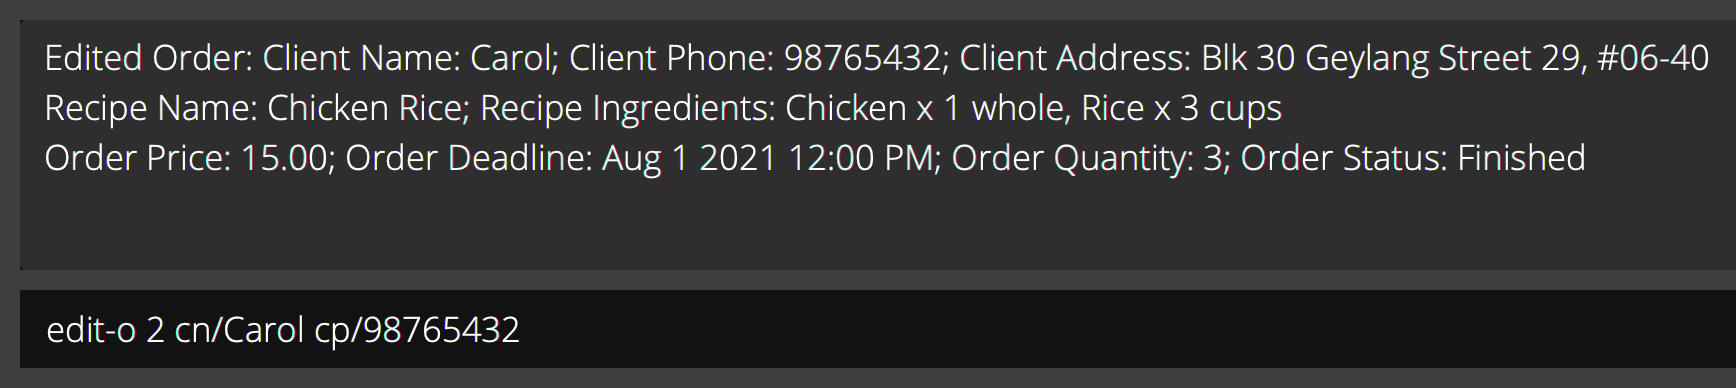 Edited Order: Client Name: Carol; Client Phone: 98765432; Client Address: Blk 30 Geylang Street 29, #06-40
Recipe Name: Chicken Rice; Recipe Ingredients: Chicken x 1 whole, Rice x 3 cups
Order Price: 15.00; Order Deadline: Aug 1 2021 12:00 PM; Order Quantity: 3; Order Status: Finished
edit-o 2 cn/Carol cp/98765432